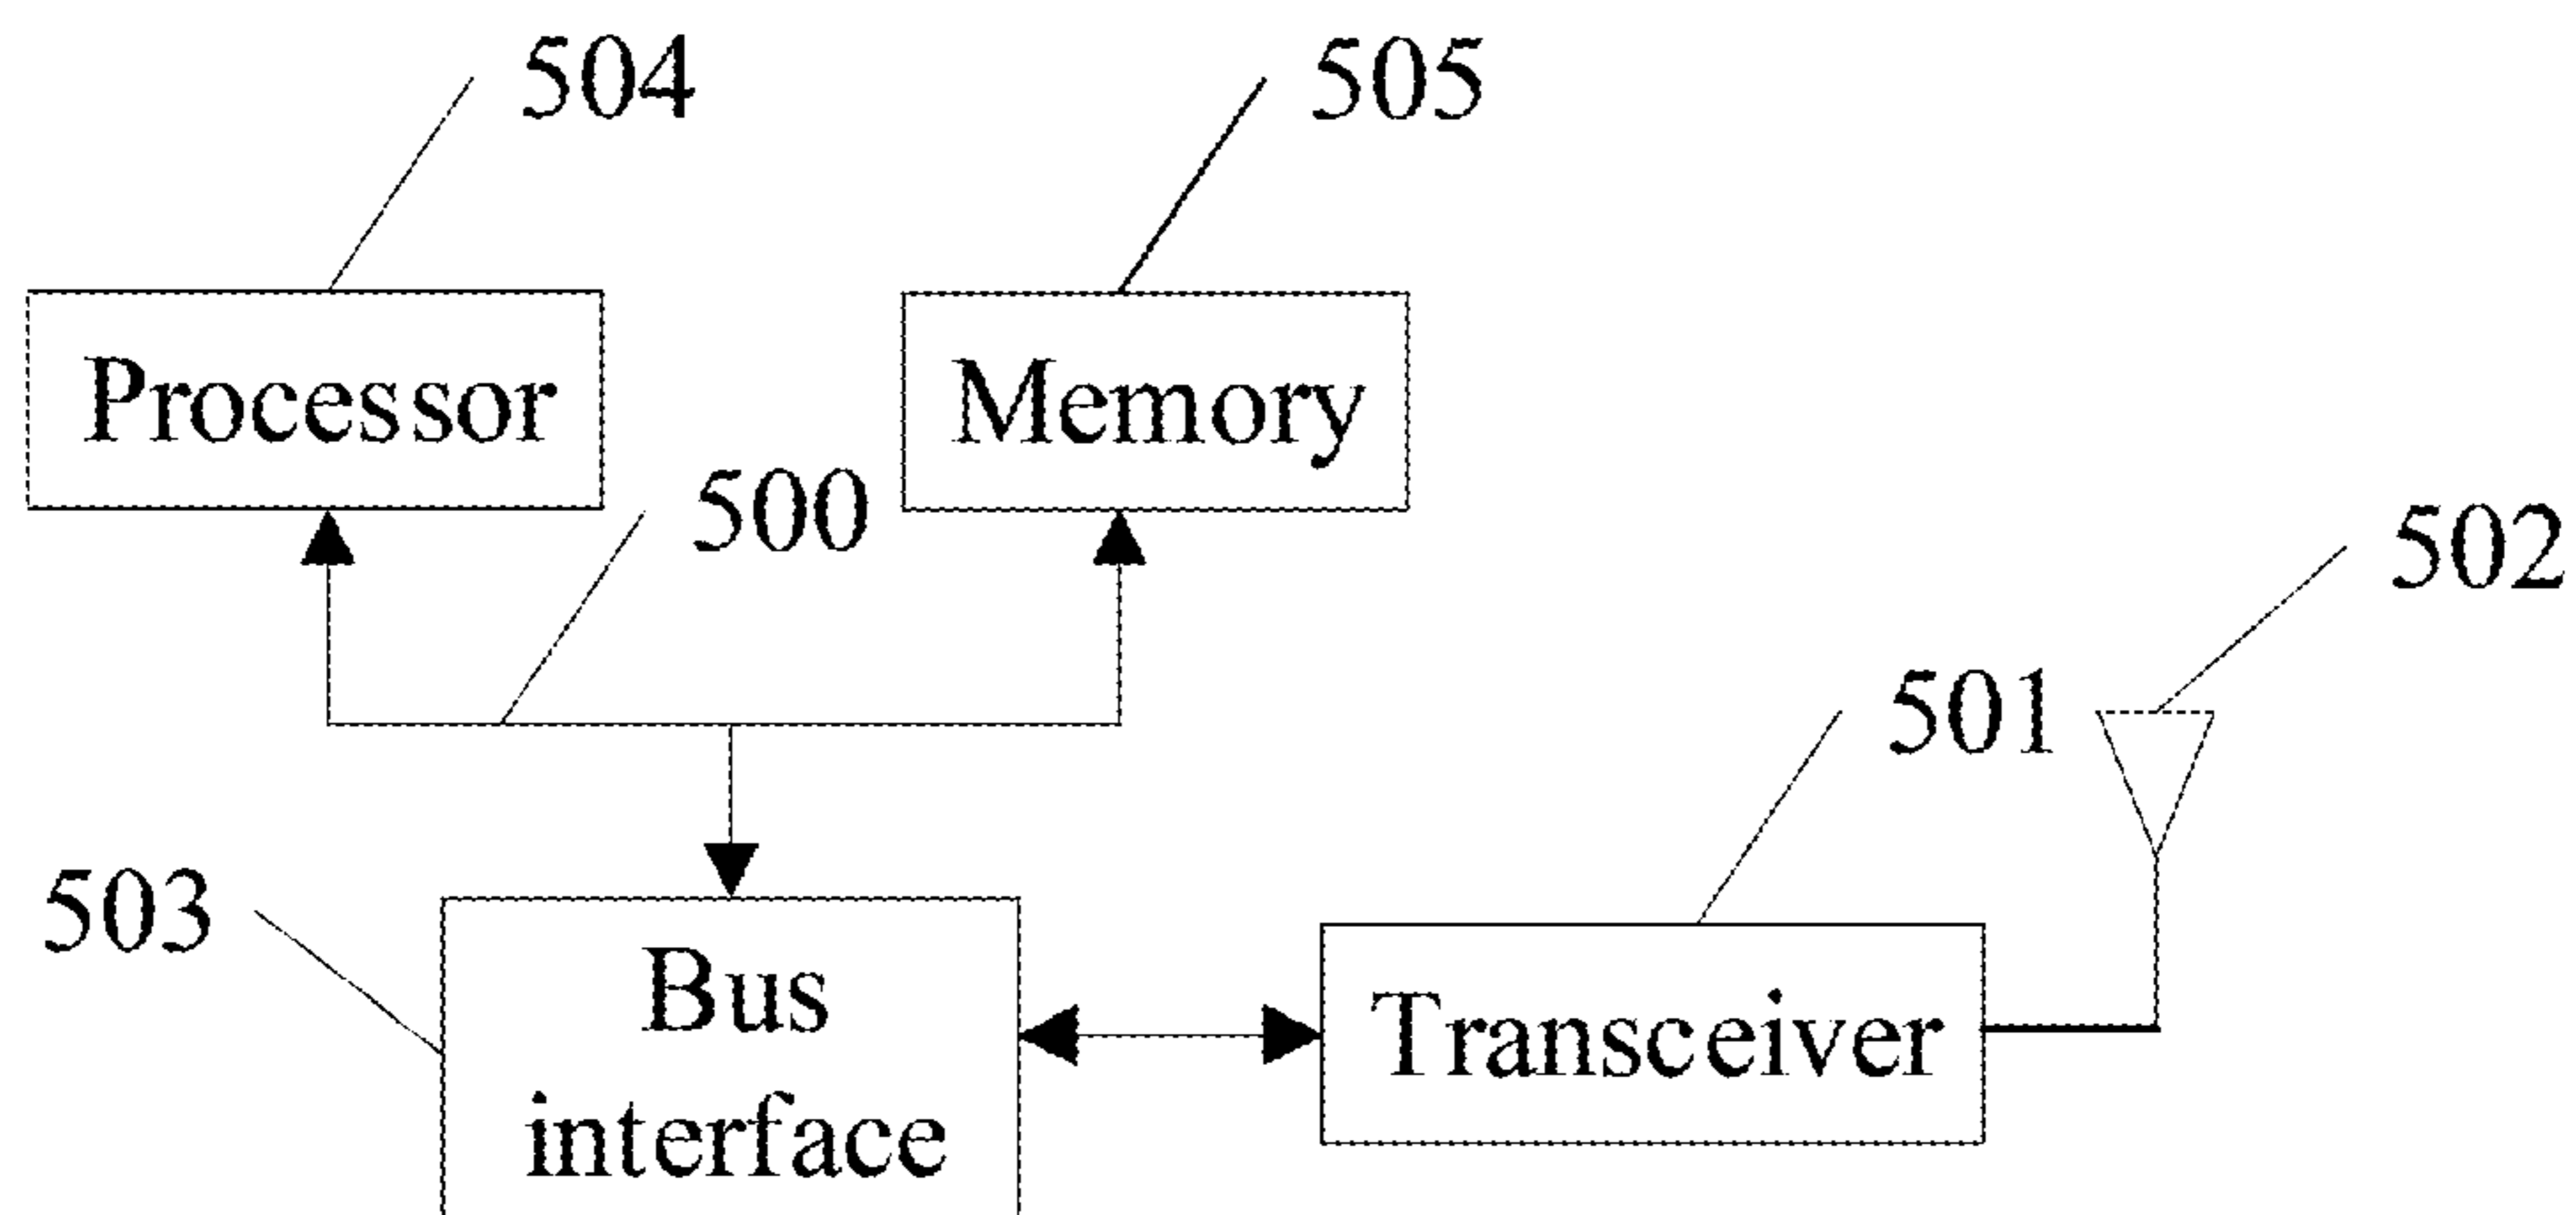 504
505
Processor
Memory
500
502
501
503
Bus
interface
Transceiver